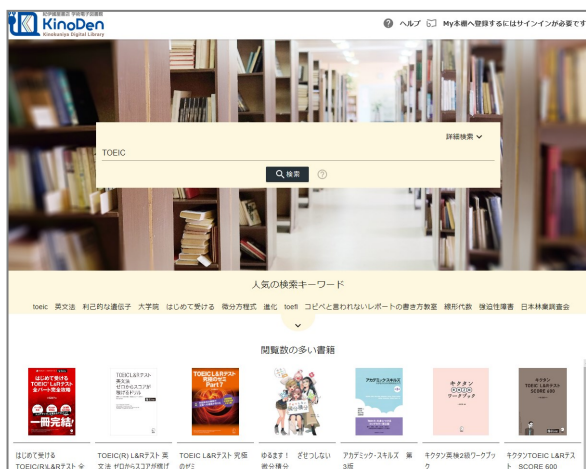 紀伊國屋書店 学術電子図書館
KinoDen
Kinokuniya Digital Library
ヘルプ My本棚へ登録するにはサインインが必要です
詳細検索
TOEIC
検索
人気の検索キーワード
toeic 英文法 利己的な遺伝子 大学院 はじめて受ける 微分方程式 進化 toefl コピペと言われないレポートの書き方教室 線形代数 強迫性障害 日本林業調査会
閲覧数の多い書籍
はじめて受ける
TOEIC L&Rテスト
全パート完全攻略
一冊完結!
TOEIC L&Rテスト
英文法
ゼロからスコアが
稼げるドリル
TOEIC L&Rテスト
究極のゼミ
Part 7
アカデミック・スキルズ
キクタン
ワークブック
キクタン
TOEIC L&Rテスト
SCORE 600
はじめて受ける
TOEIC(R)L&Rテスト 全
TOEIC(R) L&Rテスト 英
文法 ゼロからスコアが稼げ
TOEIC L&Rテスト 究極
のゼミ
ゆるます! ざせつしない
微分積分
アカデミック・スキルズ 第
3版
キクタン英検2級ワークブッ
ク
キクタンTOEIC L&Rテス
ト SCORE 600